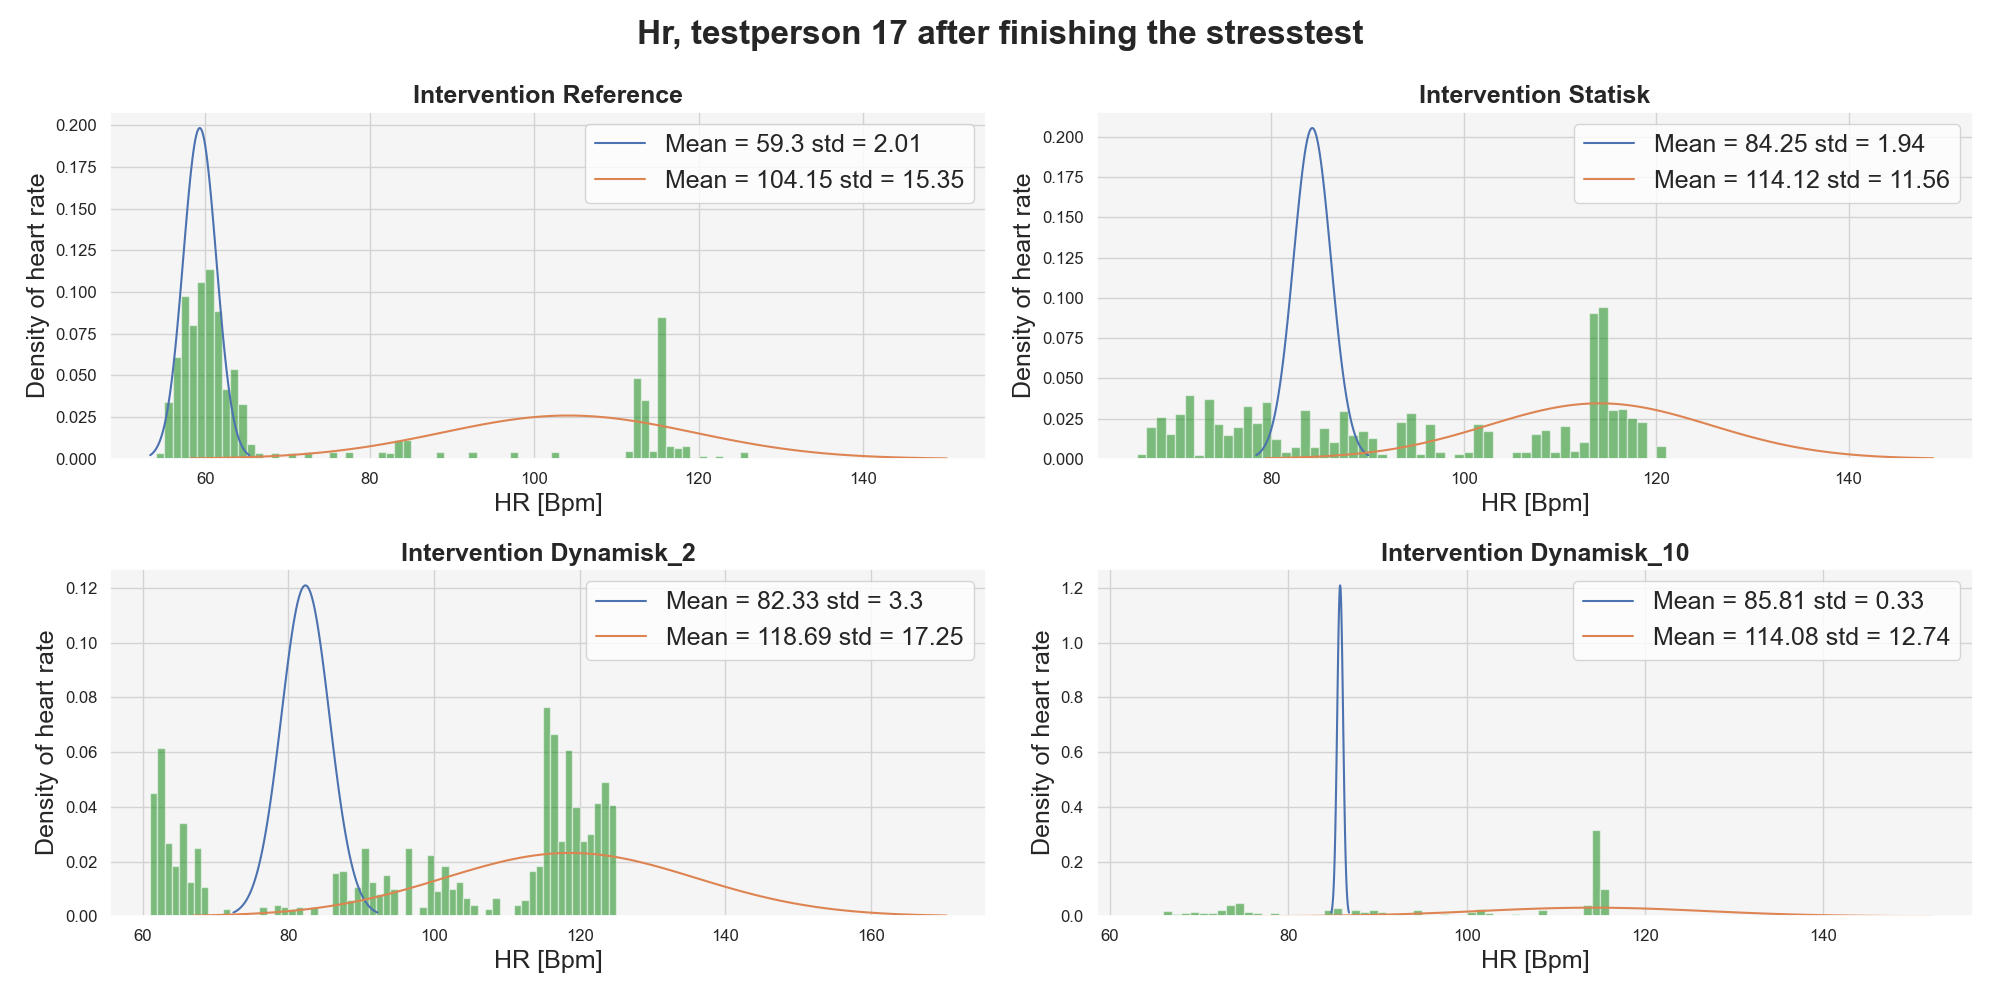 Hr, testperson 17 after finishing the stresstest
Intervention Reference
Density of heart rate
0.200
0.175
0.150
0.125
0.100
0.075
0.050
0.025
0.000
Mean = 59.3 std = 2.01
Mean = 104.15 std = 15.35
60 80 100 120 140
HR [Bpm]
Intervention Statisk
Density of heart rate
0.200
0.175
0.150
0.125
0.100
0.075
0.050
0.025
0.000
Mean = 84.25 std = 1.94
Mean = 114.12 std = 11.56
80 100 120 140
HR [Bpm]
Intervention Dynamisk_2
Density of heart rate
0.12
0.10
0.08
0.06
0.04
0.02
0.00
Mean = 82.33 std = 3.3
Mean = 118.69 std = 17.25
60 80 100 120 140 160
HR [Bpm]
Intervention Dynamisk_10
Density of heart rate
1.2
1.0
0.8
0.6
0.4
0.2
0.0
Mean = 85.81 std = 0.33
Mean = 114.08 std = 12.74
60 80 100 120 140
HR [Bpm]